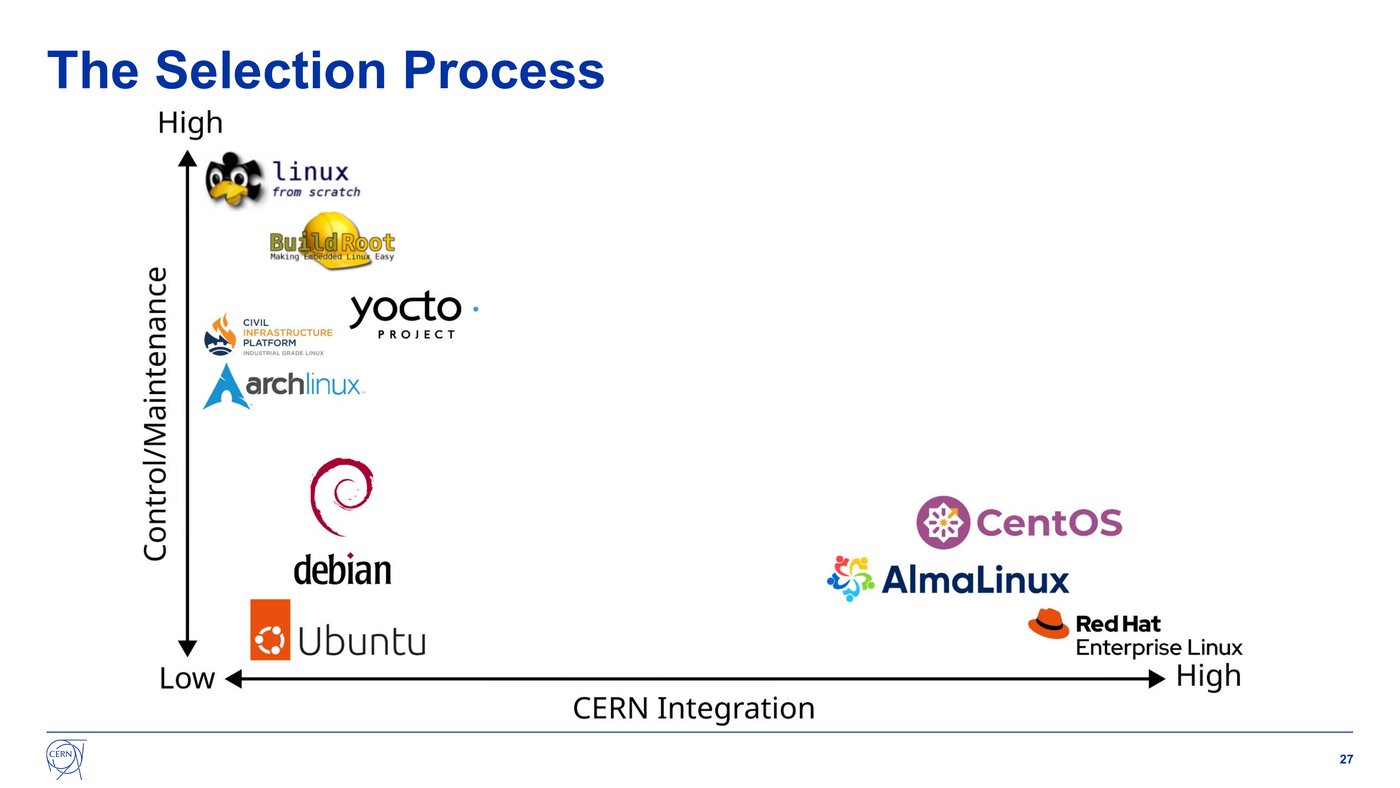 The Selection Process
High
linux
from scratch
BuildRoot
Making Embedded Linux Easy
yocto
PROJECT
CIVIL
INFRASTRUCTURE
PLATFORM
INDUSTRIAL GRADE LINUX
archlinux
Control/Maintenance
debian
CentOS
AlmaLinux
Ubuntu
Red Hat
Enterprise Linux
Low
High
CERN Integration
CERN
27